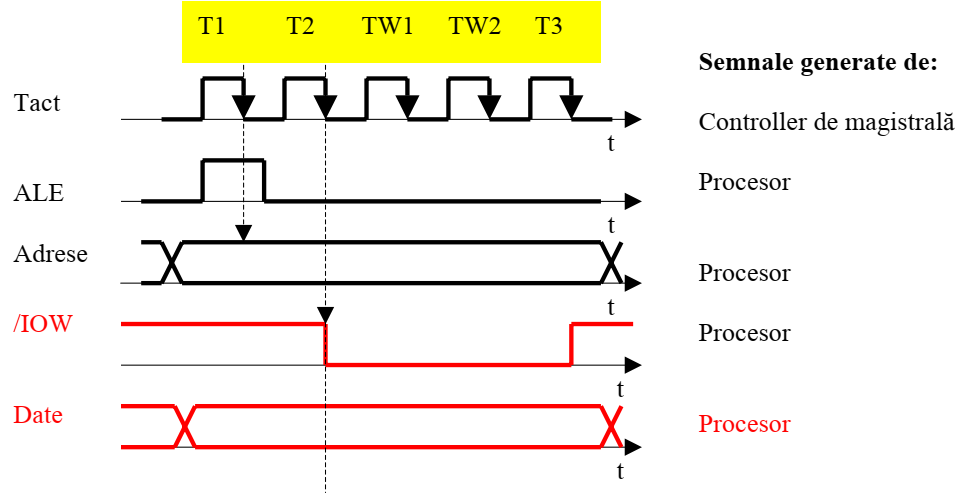 T1 T2 TW1 TW2 T3
Semnale generate de:
Tact
Controller de magistrală
t
ALE
Procesor
t
Adrese
Procesor
t
/IOW
Procesor
t
Date
Procesor
t